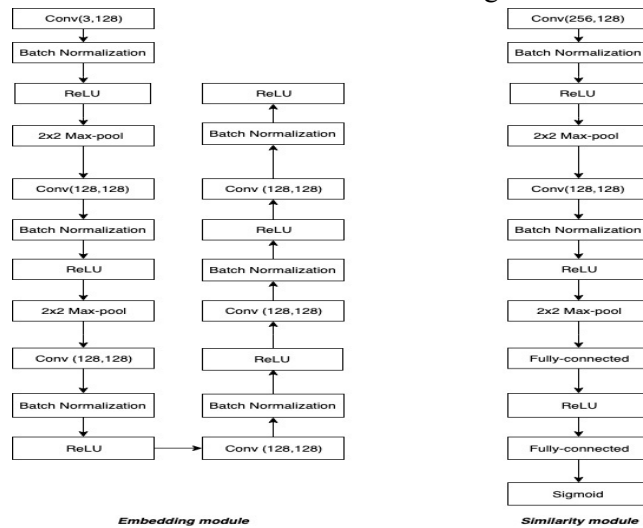 Conv(3,128)
Batch Normalization
ReLU
2x2 Max-pool
Conv(128,128)
Batch Normalization
ReLU
2x2 Max-pool
Conv (128,128)
Batch Normalization
ReLU
Conv (128,128)
Batch Normalization
ReLU
Conv (128,128)
Batch Normalization
ReLU
Conv (128,128)
Batch Normalization
ReLU
Embedding module
Conv(256,128)
Batch Normalization
ReLU
2x2 Max-pool
Conv(128,128)
Batch Normalization
ReLU
2x2 Max-pool
Fully-connected
ReLU
Fully-connected
Sigmoid
Similarity module